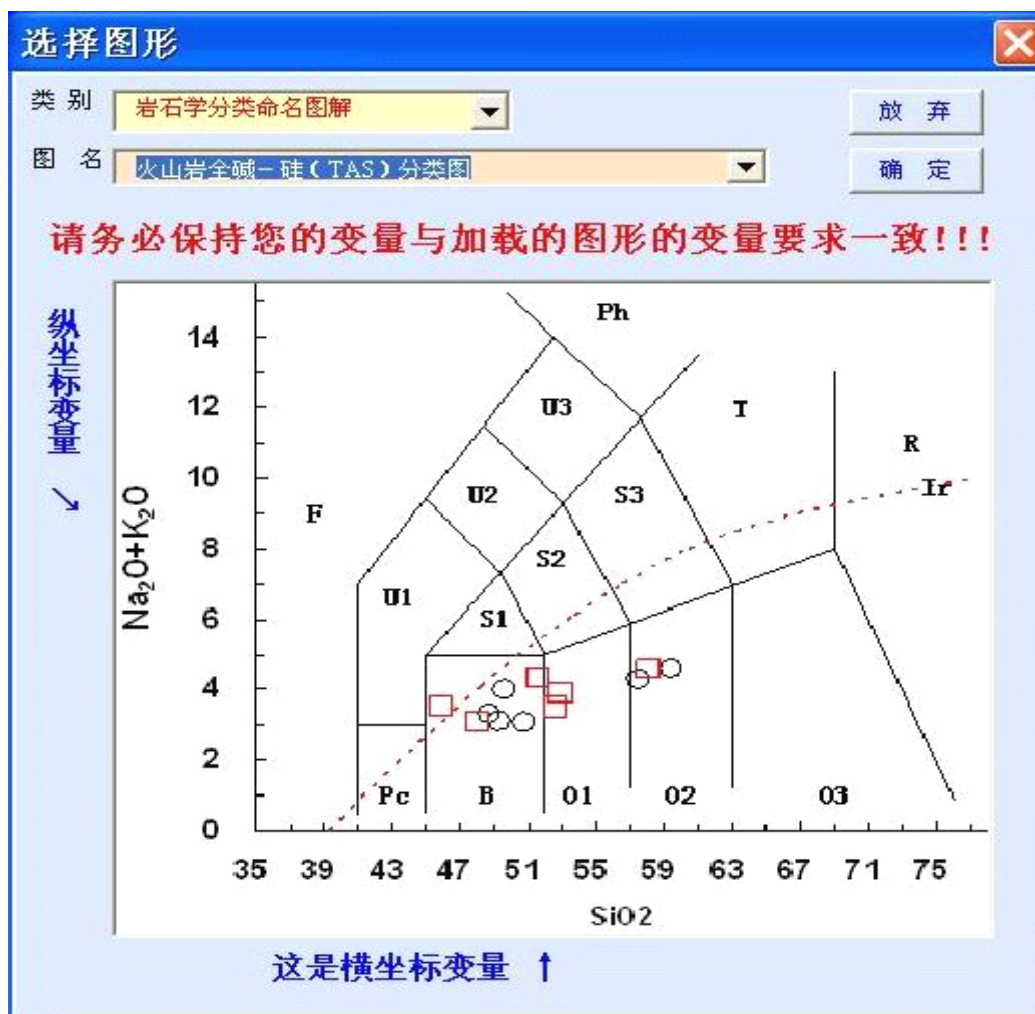 选择图形
类别 岩石学分类命名图解 放弃
图名 火山岩全碱－硅（TAS）分类图 确定
请务必保持您的变量与加载的图形的变量要求一致!!!
纵坐标变量 ↘
Na₂O+K₂O
14
12
10
8
6
4
2
0
Ph
U3
T
R
U2
S3
Ir
F
S2
U1
S1
Pc
B
O1
O2
O3
35 39 43 47 51 55 59 63 67 71 75
SiO2
这是横坐标变量 ↑